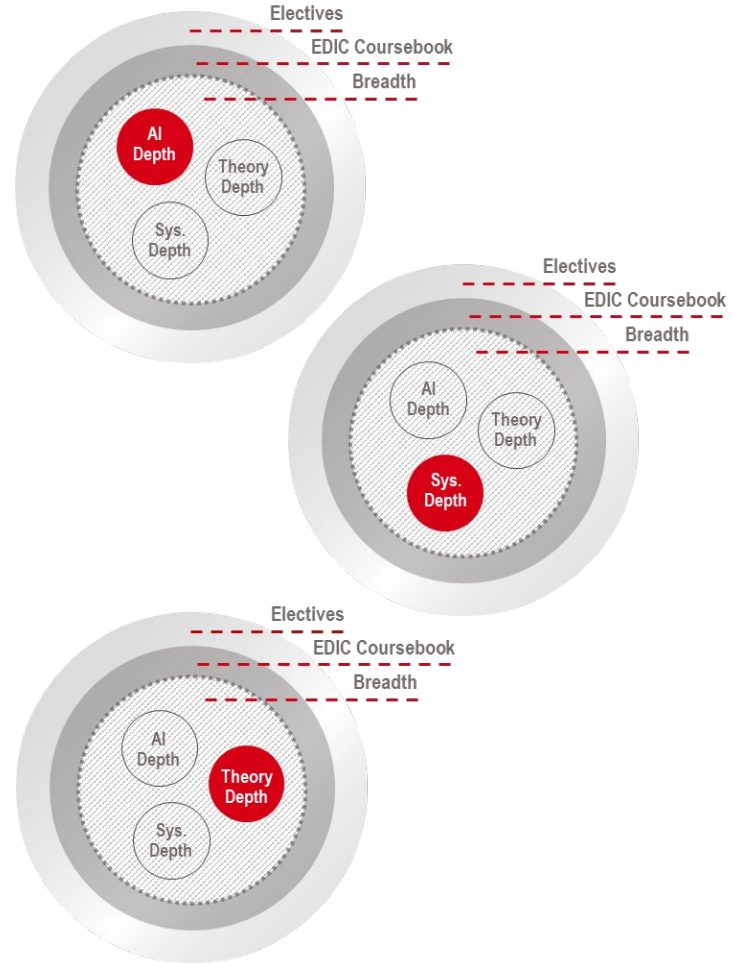 Electives
EDIC Coursebook
Breadth
AI
Depth
Theory
Depth
Sys.
Depth
Electives
EDIC Coursebook
Breadth
AI
Depth
Theory
Depth
Sys.
Depth
Electives
EDIC Coursebook
Breadth
AI
Depth
Theory
Depth
Sys.
Depth